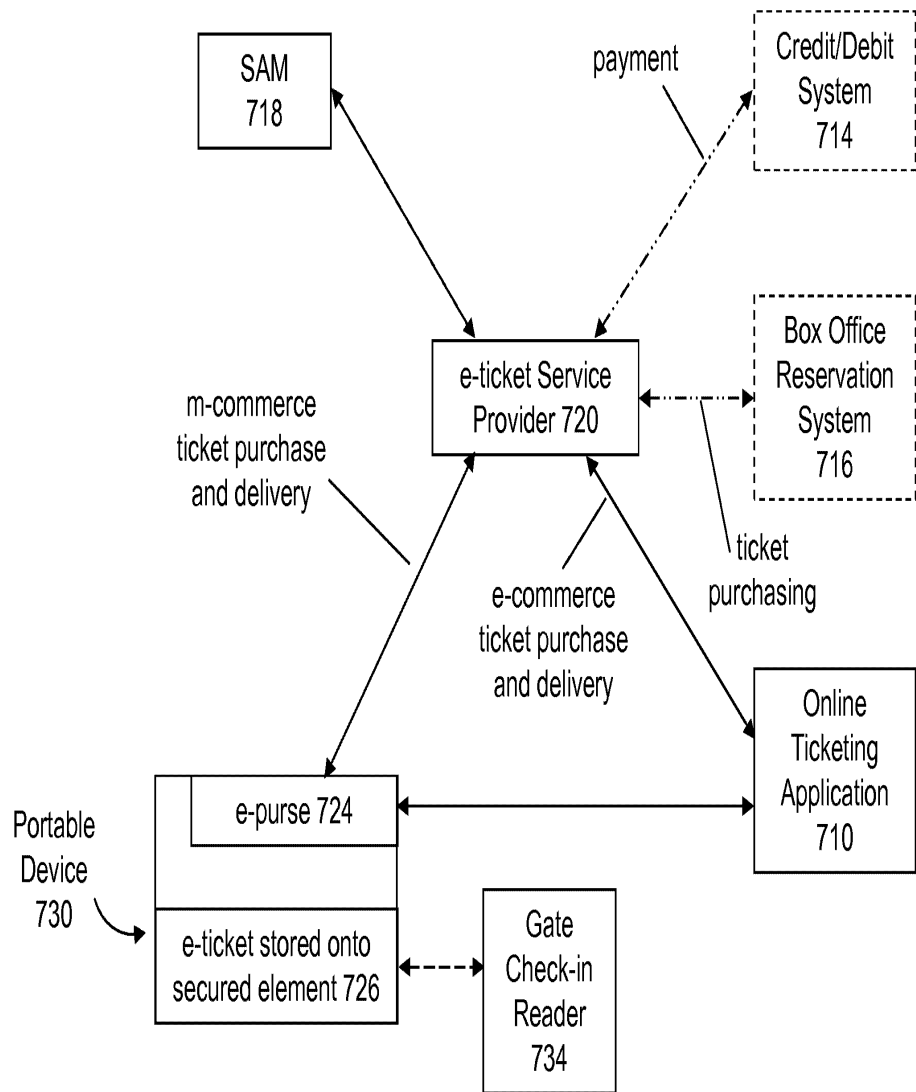 SAM
718
payment
Credit/Debit
System
714
e-ticket Service
Provider 720
Box Office
Reservation
System
716
m-commerce
ticket purchase
and delivery
e-commerce
ticket purchase
and delivery
ticket
purchasing
Online
Ticketing
Application
710
e-purse 724
Portable
Device
730
e-ticket stored onto
secured element 726
Gate
Check-in
Reader
734